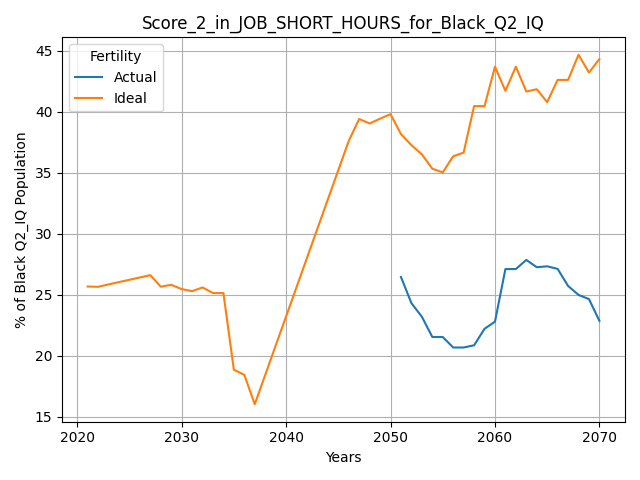 Score_2_in_JOB_SHORT_HOURS_for_Black_Q2_IQ
Fertility
Actual
Ideal
% of Black Q2_IQ Population
45
40
35
30
25
20
15
2020 2030 2040 2050 2060 2070
Years